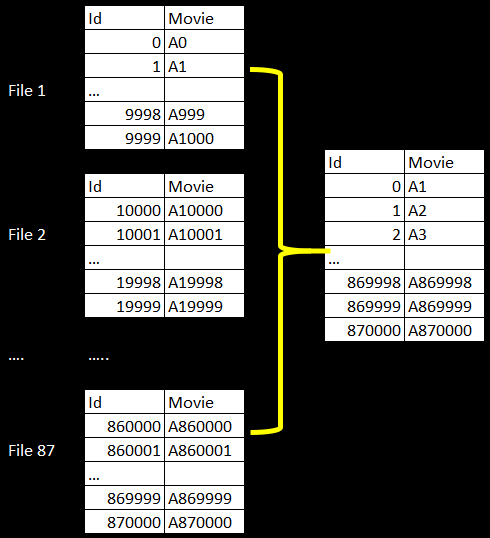 Id Movie
0 A0
1 A1
...
File 1
9998 A999
9999 A1000
Id Movie
10000 A10000
File 2
10001 A10001
...
19998 A19998
19999 A19999
.... .....
Id Movie
860000 A860000
File 87
860001 A860001
...
869999 A869999
870000 A870000
Id Movie
0 A1
1 A2
2 A3
...
869998 A869998
869999 A869999
870000 A870000